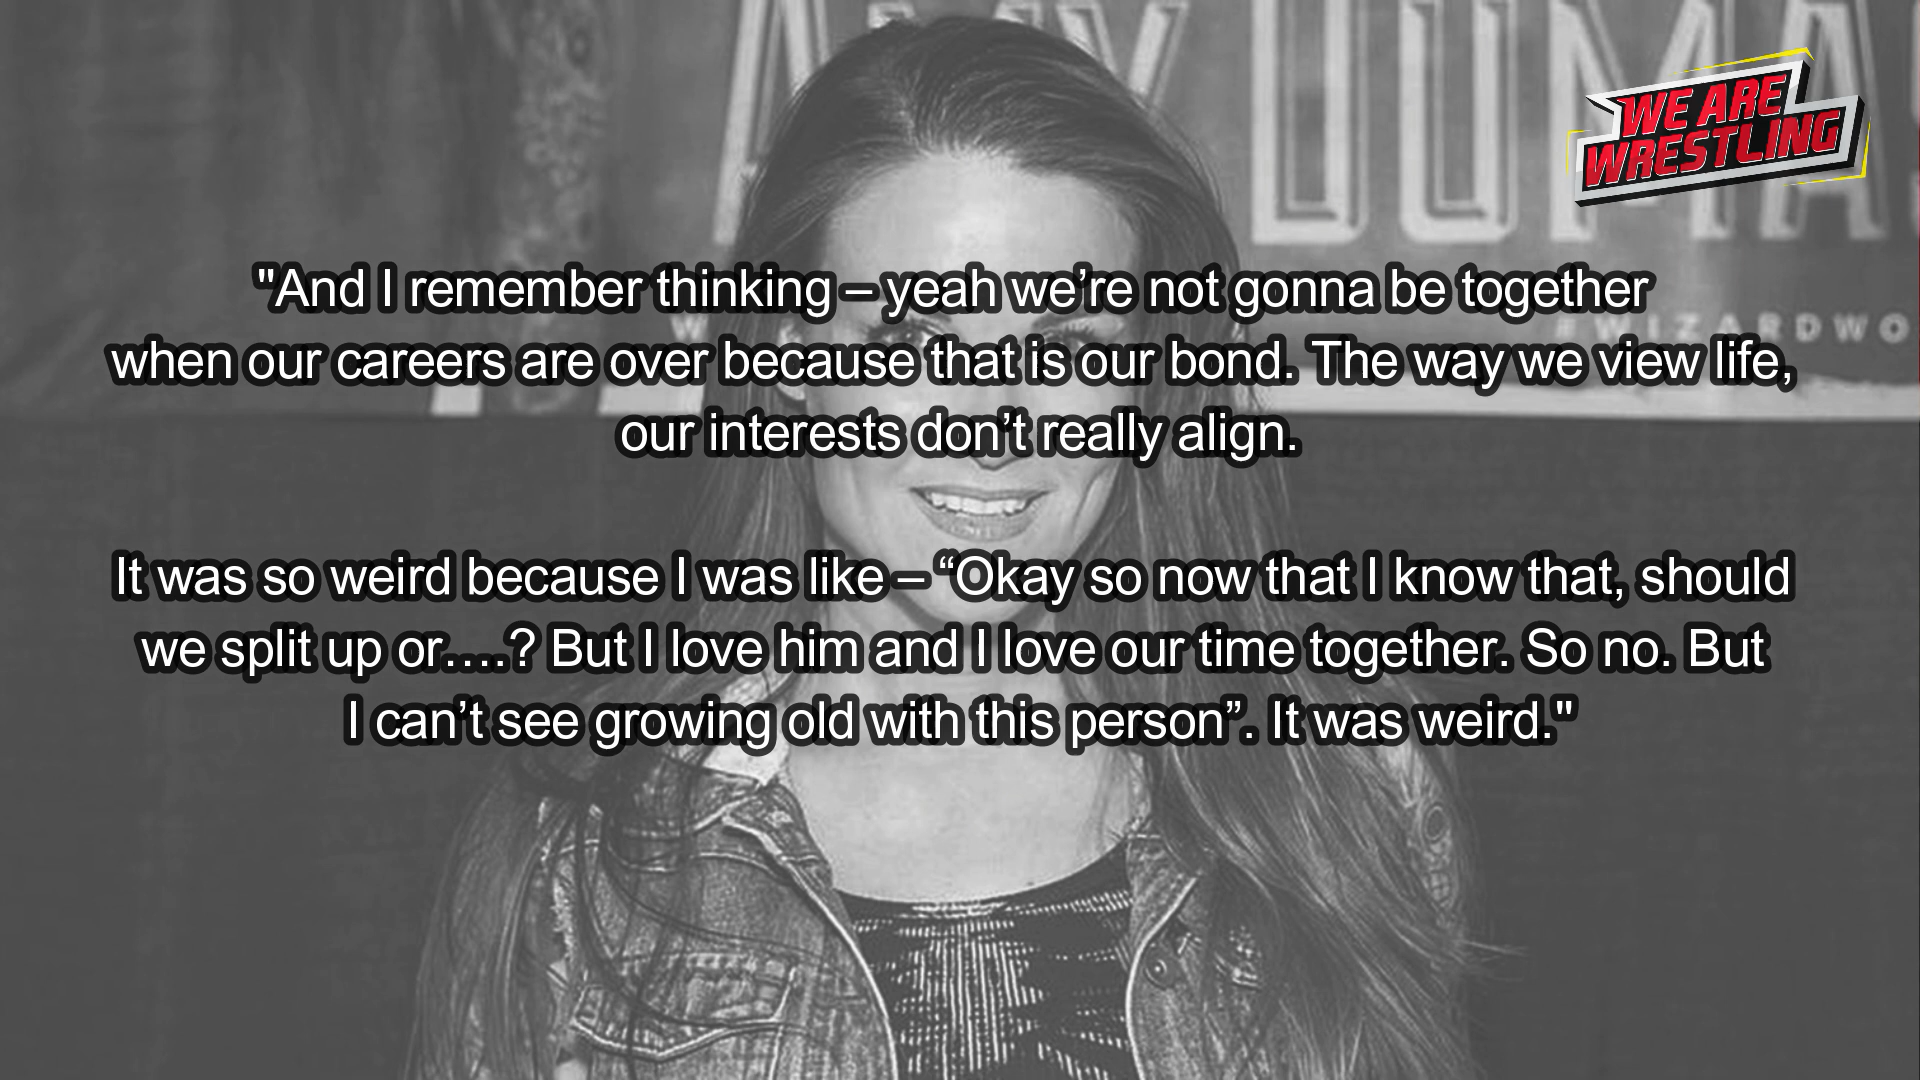 AMY DUMAS
WE ARE
WRESTLING
WIZARDWO
"And I remember thinking – yeah we’re not gonna be together
when our careers are over because that is our bond. The way we view life,
our interests don’t really align.
It was so weird because I was like – “Okay so now that I know that, should
we split up or….? But I love him and I love our time together. So no. But
I can’t see growing old with this person”. It was weird."